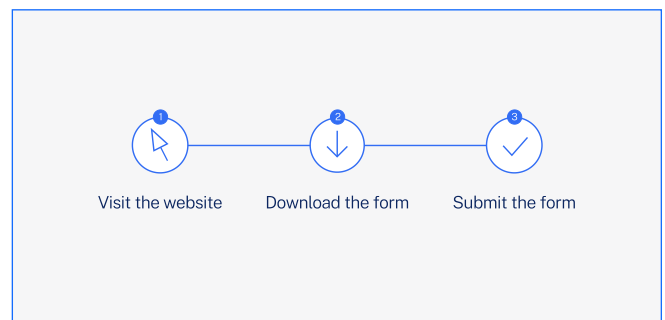 1
2
3
Visit the website
Download the form
Submit the form